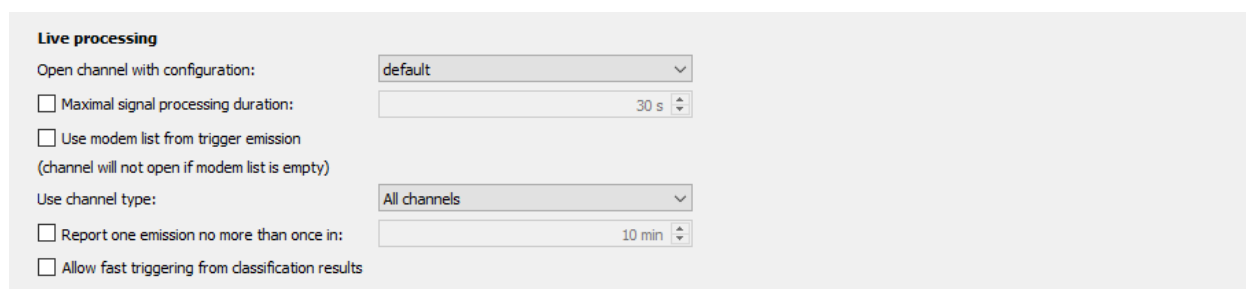 Live processing
Open channel with configuration: default
Maximal signal processing duration: 30 s
Use modem list from trigger emission
(channel will not open if modem list is empty)
Use channel type: All channels
Report one emission no more than once in: 10 min
Allow fast triggering from classification results